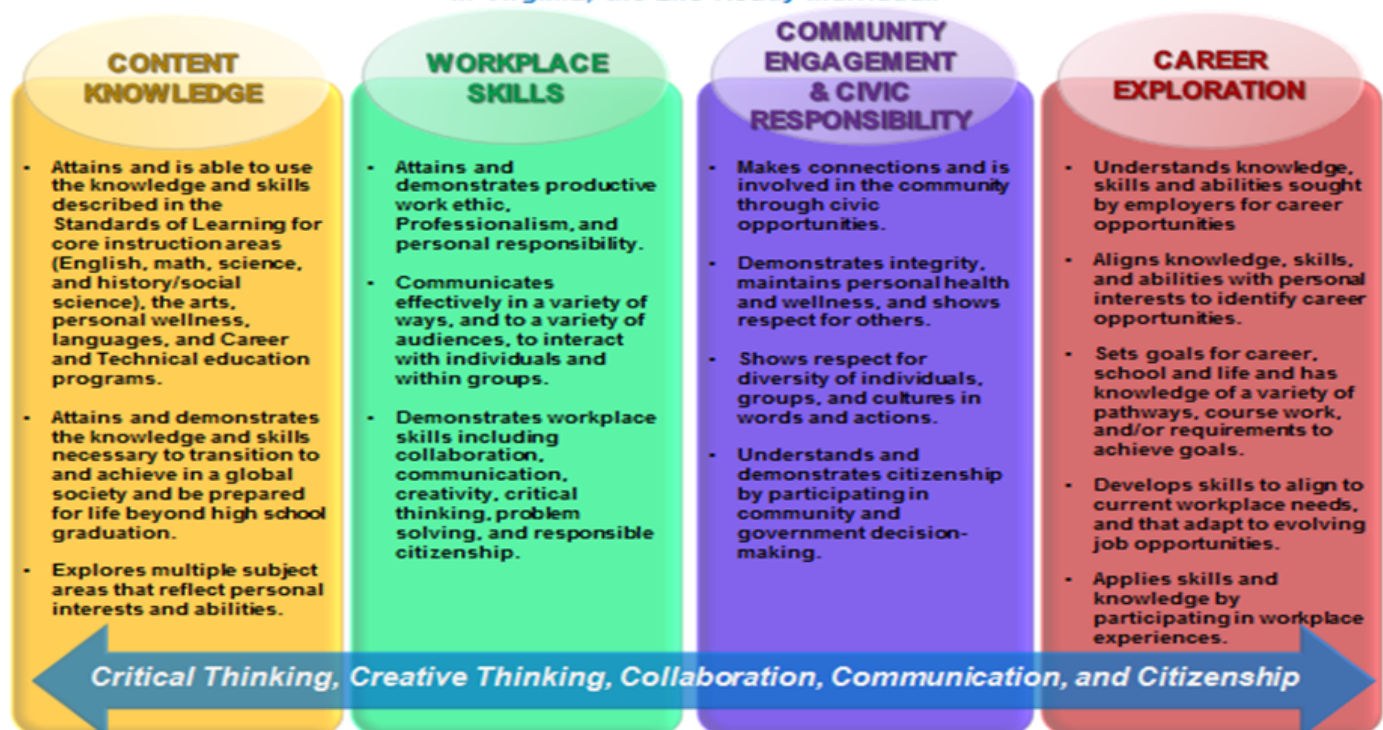 CONTENT
KNOWLEDGE
• Attains and is able to use
the knowledge and skills
described in the
Standards of Learning for
core instruction areas
(English, math, science,
and history/social
science), the arts,
personal wellness,
languages, and Career
and Technical education
programs.
• Attains and demonstrates
the knowledge and skills
necessary to transition to
and achieve in a global
society and be prepared
for life beyond high school
graduation.
• Explores multiple subject
areas that reflect personal
interests and abilities.
WORKPLACE
SKILLS
• Attains and
demonstrates productive
work ethic,
Professionalism, and
personal responsibility.
• Communicates
effectively in a variety of
ways, and to a variety of
audiences, to interact
with individuals and
within groups.
• Demonstrates workplace
skills including
collaboration,
communication,
creativity, critical
thinking, problem
solving, and responsible
citizenship.
COMMUNITY
ENGAGEMENT
& CIVIC
RESPONSIBILITY
• Makes connections and is
involved in the community
through civic
opportunities.
• Demonstrates integrity,
maintains personal health
and wellness, and shows
respect for others.
• Shows respect for
diversity of individuals,
groups, and cultures in
words and actions.
• Understands and
demonstrates citizenship
by participating in
community and
government decision-
making.
CAREER
EXPLORATION
• Understands knowledge,
skills and abilities sought
by employers for career
opportunities
• Aligns knowledge, skills,
and abilities with personal
interests to identify career
opportunities.
• Sets goals for career,
school and life and has
knowledge of a variety of
pathways, course work,
and/or requirements to
achieve goals.
• Develops skills to align to
current workplace needs,
and that adapt to evolving
job opportunities.
• Applies skills and
knowledge by
participating in workplace
experiences.
Critical Thinking, Creative Thinking, Collaboration, Communication, and Citizenship